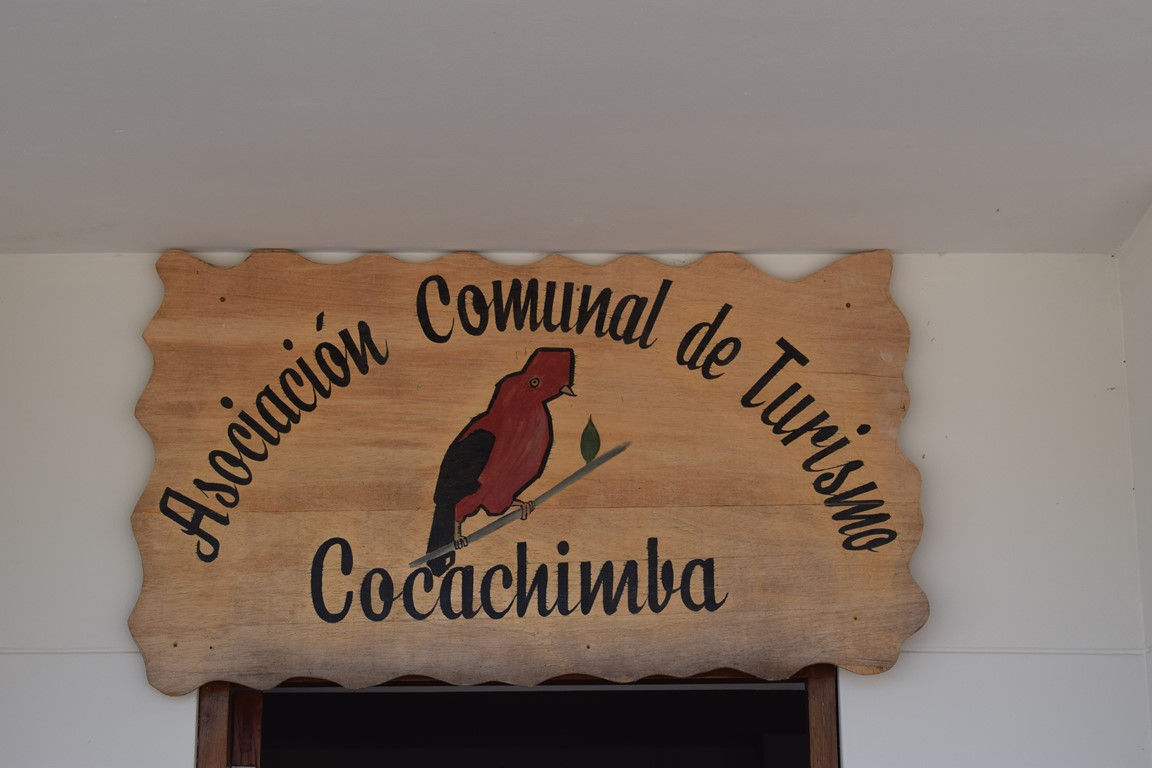 Asociación Comunal de Turismo
Cocachimba